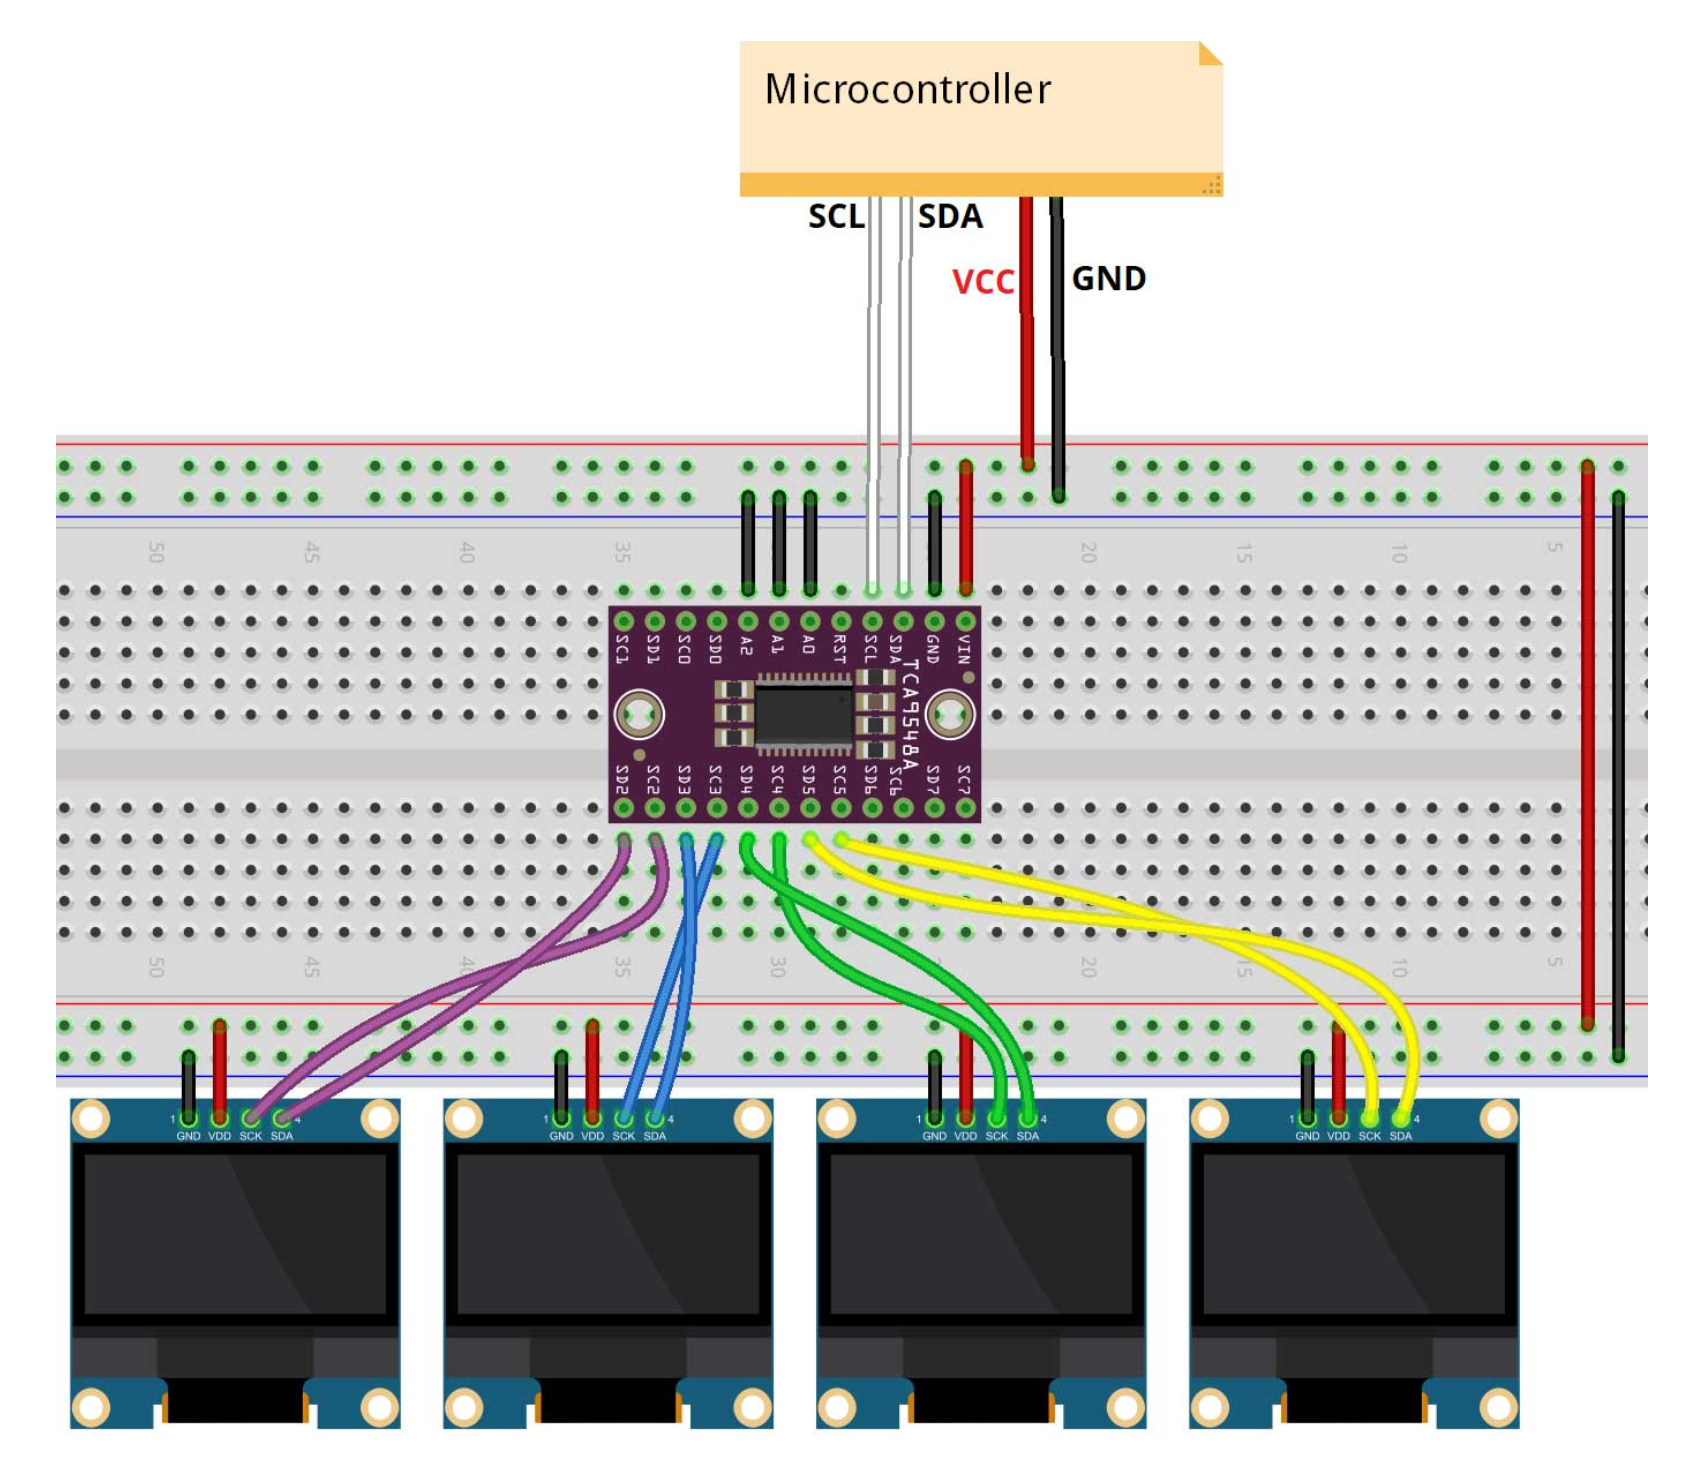 Microcontroller
SCL SDA
VCC GND
50 45 40 35 20 15 10 5
SC1 SD1 SC0 SD0 A2 A1 A0 RST SCL SDA GND VIN
TCA9548A
SD2 SC2 SD3 SC3 SD4 SC4 SD5 SC5 SD6 SC6 SD7 SC7
50 45 40 35 30 20 15 10 5
1 4 1 4 1 4 1 4
GND VDD SCK SDA GND VDD SCK SDA GND VDD SCK SDA GND VDD SCK SDA